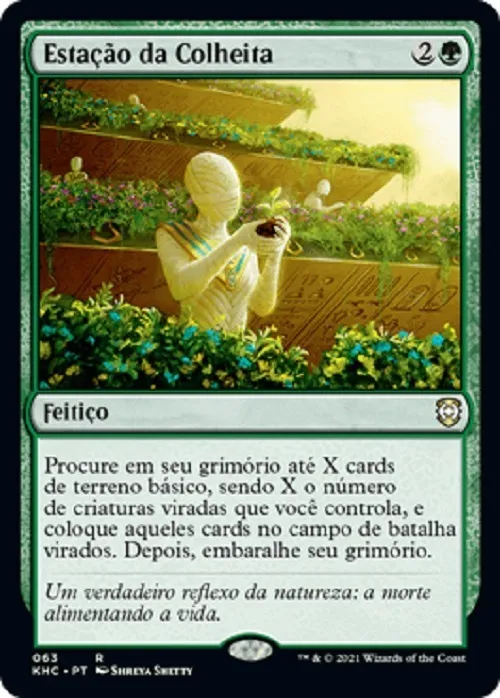 Estação da Colheita 2
Feitiço
Procure em seu grimório até X cards
de terreno básico, sendo X o número
de criaturas viradas que você controla, e
coloque aqueles cards no campo de batalha
virados. Depois, embaralhe seu grimório.
Um verdadeiro reflexo da natureza: a morte
alimentando a vida.
063 R
KHC • PT Shreya Shetty
™ & © 2021 Wizards of the Coast